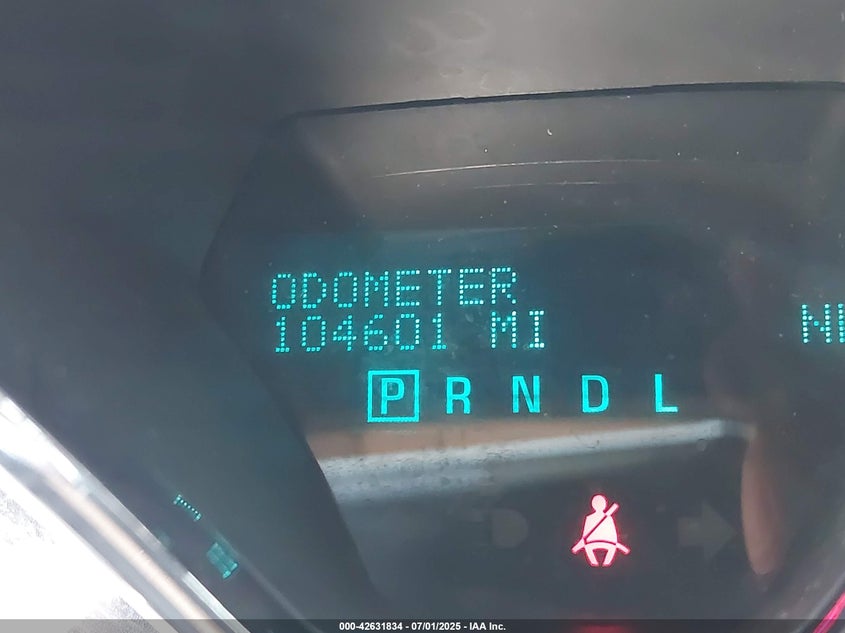 ODOMETER
104601 MI
P R N D L
000-42631834 - 07/01/2025 - IAA Inc.